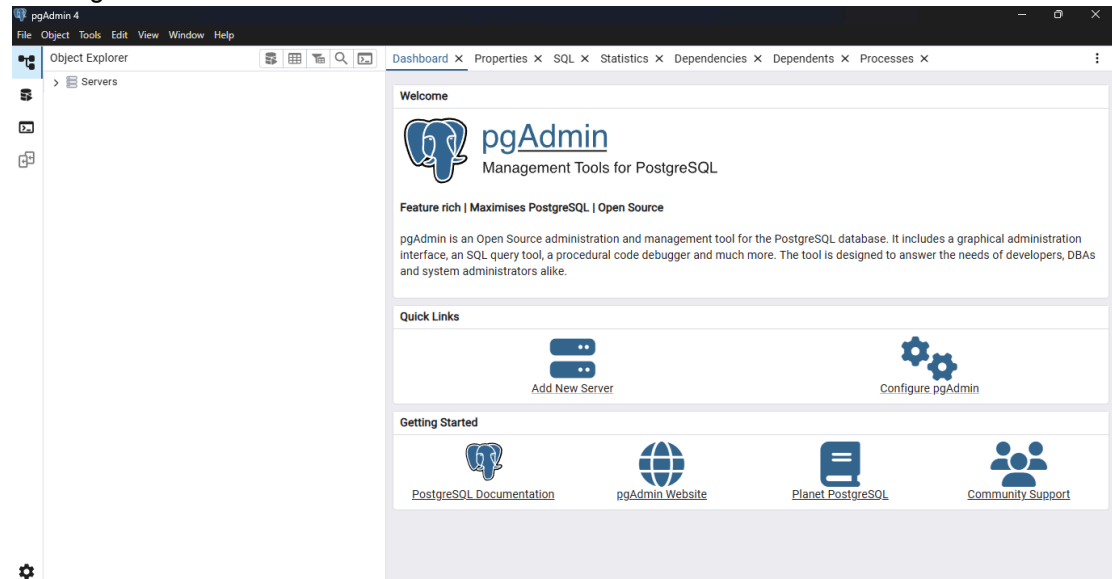 pgAdmin 4
File Object Tools Edit View Window Help
Object Explorer
Servers
Dashboard Properties SQL Statistics Dependencies Dependents Processes
Welcome
pgAdmin
Management Tools for PostgreSQL
Feature rich | Maximises PostgreSQL | Open Source
pgAdmin is an Open Source administration and management tool for the PostgreSQL database. It includes a graphical administration
interface, an SQL query tool, a procedural code debugger and much more. The tool is designed to answer the needs of developers, DBAs
and system administrators alike.
Quick Links
Add New Server
Configure pgAdmin
Getting Started
PostgreSQL Documentation
pgAdmin Website
Planet PostgreSQL
Community Support